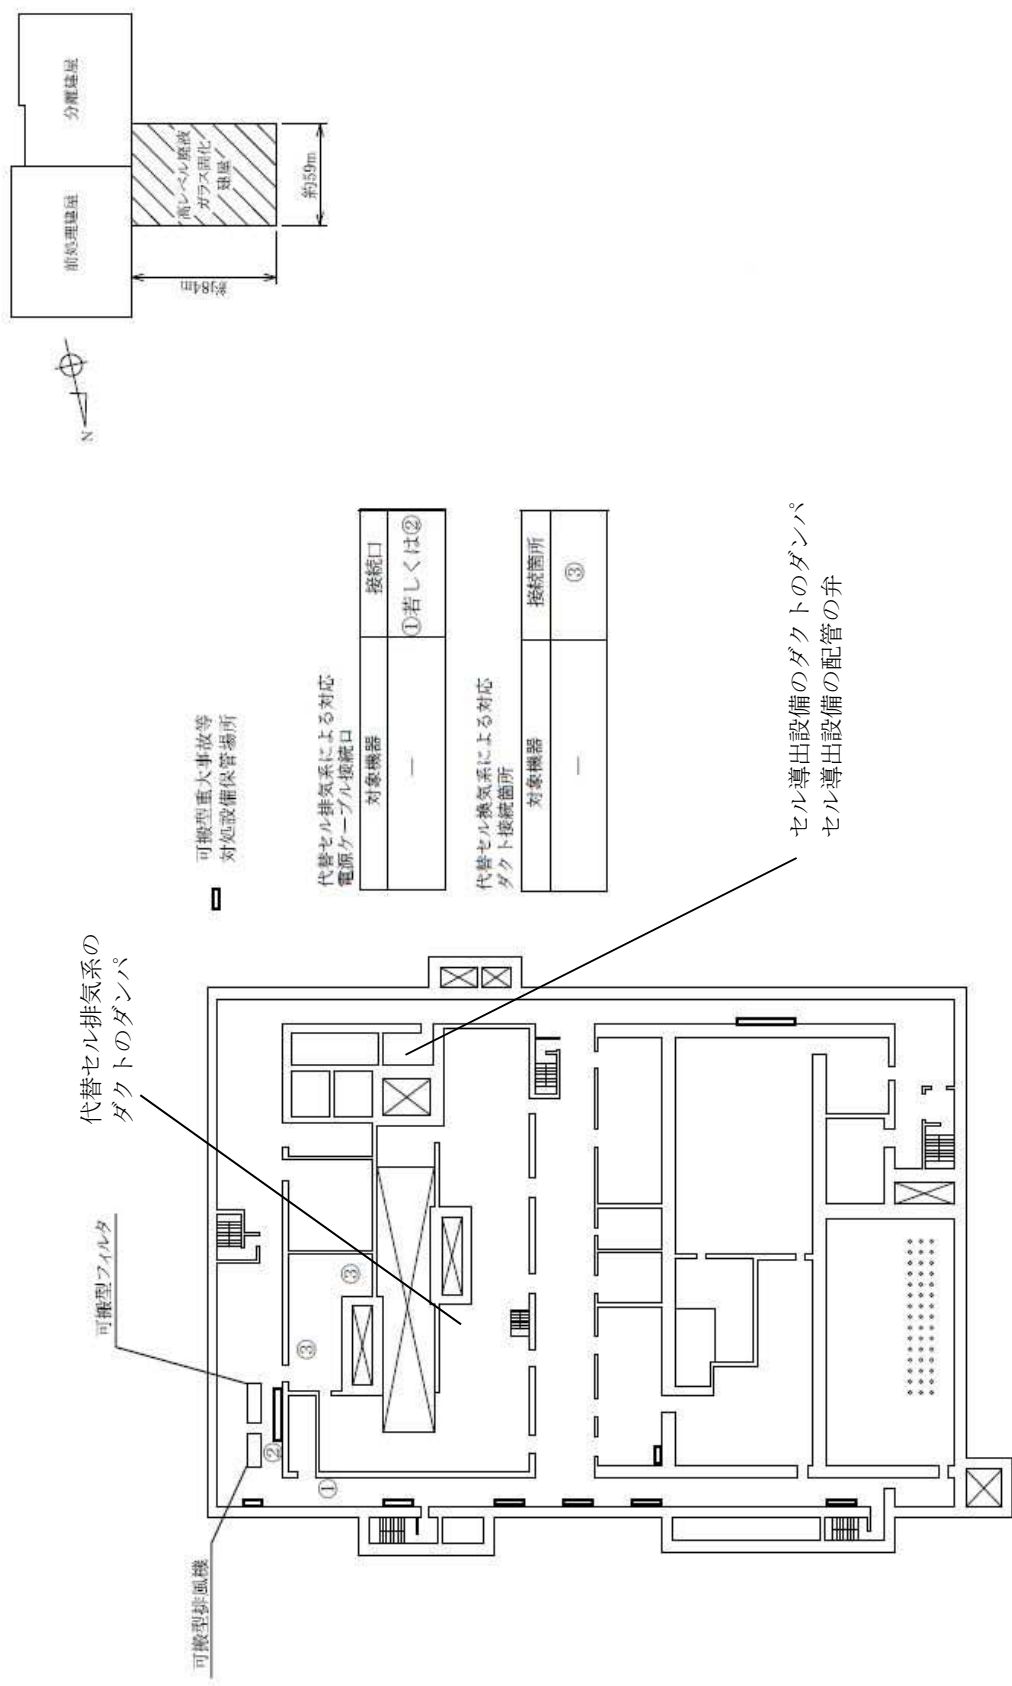 分離建屋
前処理建屋
高レベル廃液
ガラス固化
建屋
約59m
約84m
N
可搬型重大事故等
対処設備保管場所
代替セル排気系による対応
電源ケーブル接続口
対象機器
接続口
―
①若しくは②
代替セル換気系による対応
ダクト接続箇所
対象機器
接続箇所
―
③
代替セル排気系の
ダクトのダンパ
セル導出設備のダクトのダンパ
セル導出設備の配管の弁
可搬型フィルタ
可搬型排風機
③
③
②
①